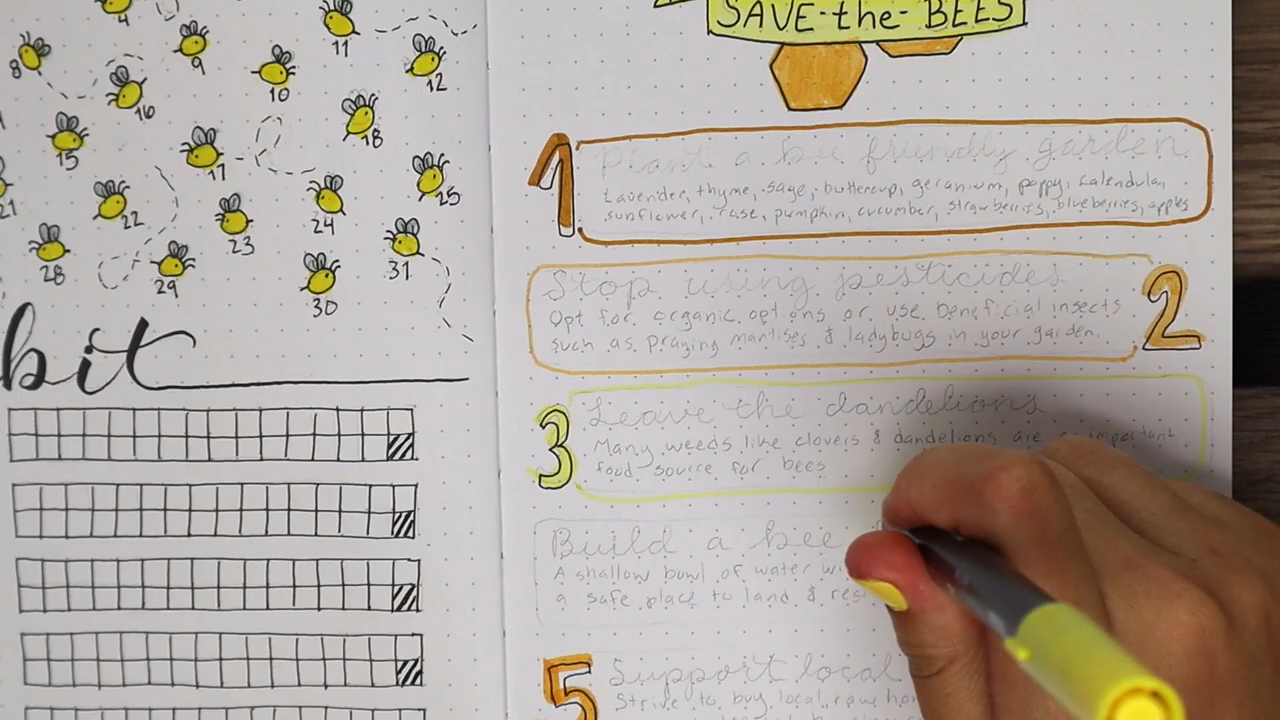 4
11
8
9
10
12
16
18
15
17
25
21
22
23
24
31
28
29
30
bit
SAVE-the-BEES
1
Plant a bee friendly garden
Lavender, thyme, sage, buttercup, geranium, poppy, Calendula,
sunflower, rose, pumpkin, cucumber, strawberries, blueberries, apples
2
Stop using pesticides
Opt for organic options or use beneficial insects
such as praying mantises & ladybugs in your garden.
3
Leave the dandelions
Many weeds like clovers & dandelions are an important
food source for bees
Build a bee
A shallow bowl of water
a safe place to land &
5
Support local
Strive to buy local, raw